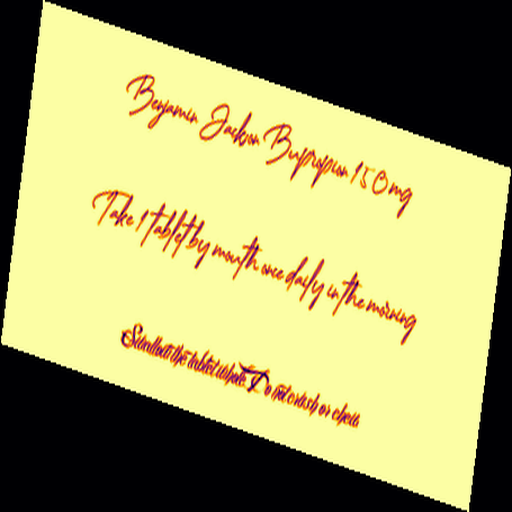 Benjamin Jackson Bupropion 150 mg
Take 1 tablet by mouth once daily in the morning
Swallow the tablet whole. Do not crush or chew